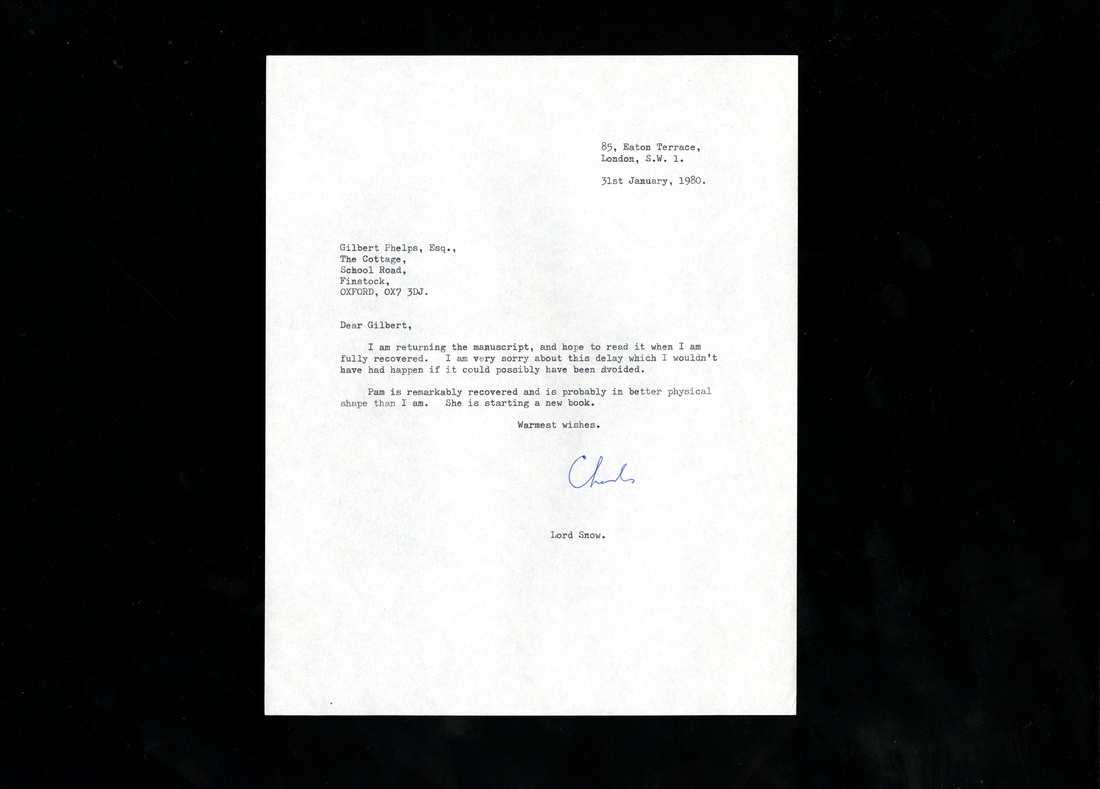 85, Eaton Terrace,
London, S.W. 1.
31st January, 1980.
Gilbert Phelps, Esq.,
The Cottage,
School Road,
Finstock,
OXFORD, OX7 3DJ.
Dear Gilbert,
I am returning the manuscript, and hope to read it when I am
fully recovered. I am very sorry about this delay which I wouldn't
have had happen if it could possibly have been avoided.
Pam is remarkably recovered and is probably in better physical
shape than I am. She is starting a new book.
Warmest wishes.
Charles
Lord Snow.